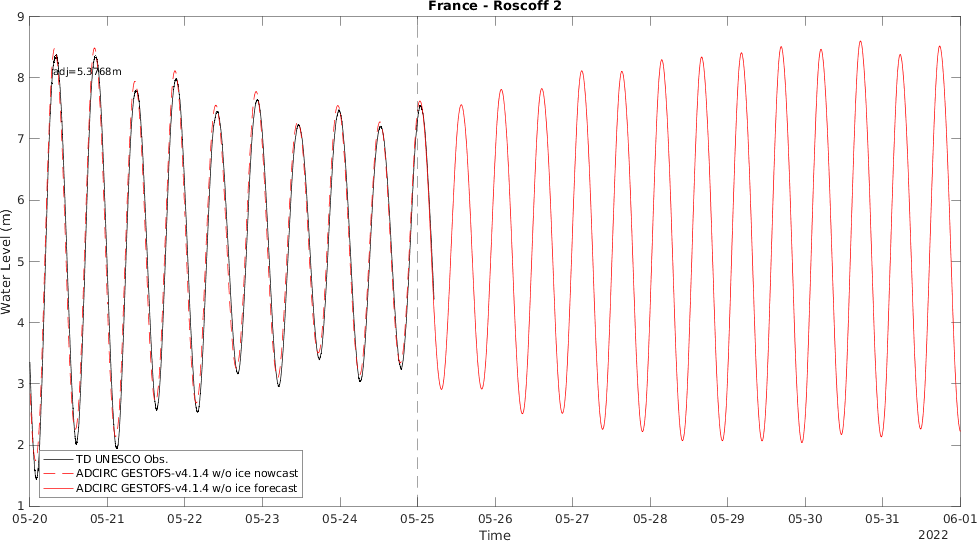 France - Roscoff 2
9
8
7
6
5
4
3
2
1
Water Level (m)
adj=5.3768m
TD UNESCO Obs.
ADCIRC GESTOFS-v4.1.4 w/o ice nowcast
ADCIRC GESTOFS-v4.1.4 w/o ice forecast
05-20 05-21 05-22 05-23 05-24 05-25 05-26 05-27 05-28 05-29 05-30 05-31 06-01
Time
2022